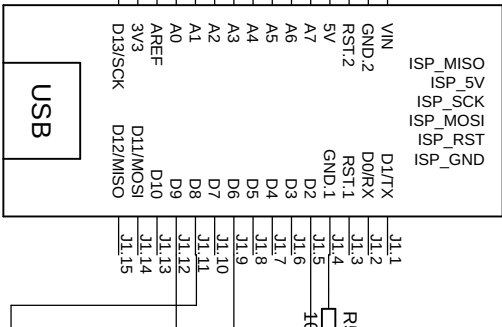 D13/SCK
3V3
AREF
A0
A1
A2
A3
A4
A5
A6
A7
5V
RST.2
GND.2
VIN
ISP_MISO
ISP_5V
ISP_SCK
ISP_MOSI
ISP_RST
ISP_GND
USB
D12/MISO
D11/MOSI
D10
D9
D8
D7
D6
D5
D4
D3
D2
GND.1
RST.1
D0/RX
D1/TX
J1.15
J1.14
J1.13
J1.12
J1.11
J1.10
J1.9
J1.8
J1.7
J1.6
J1.5
J1.4
J1.3
J1.2
J1.1